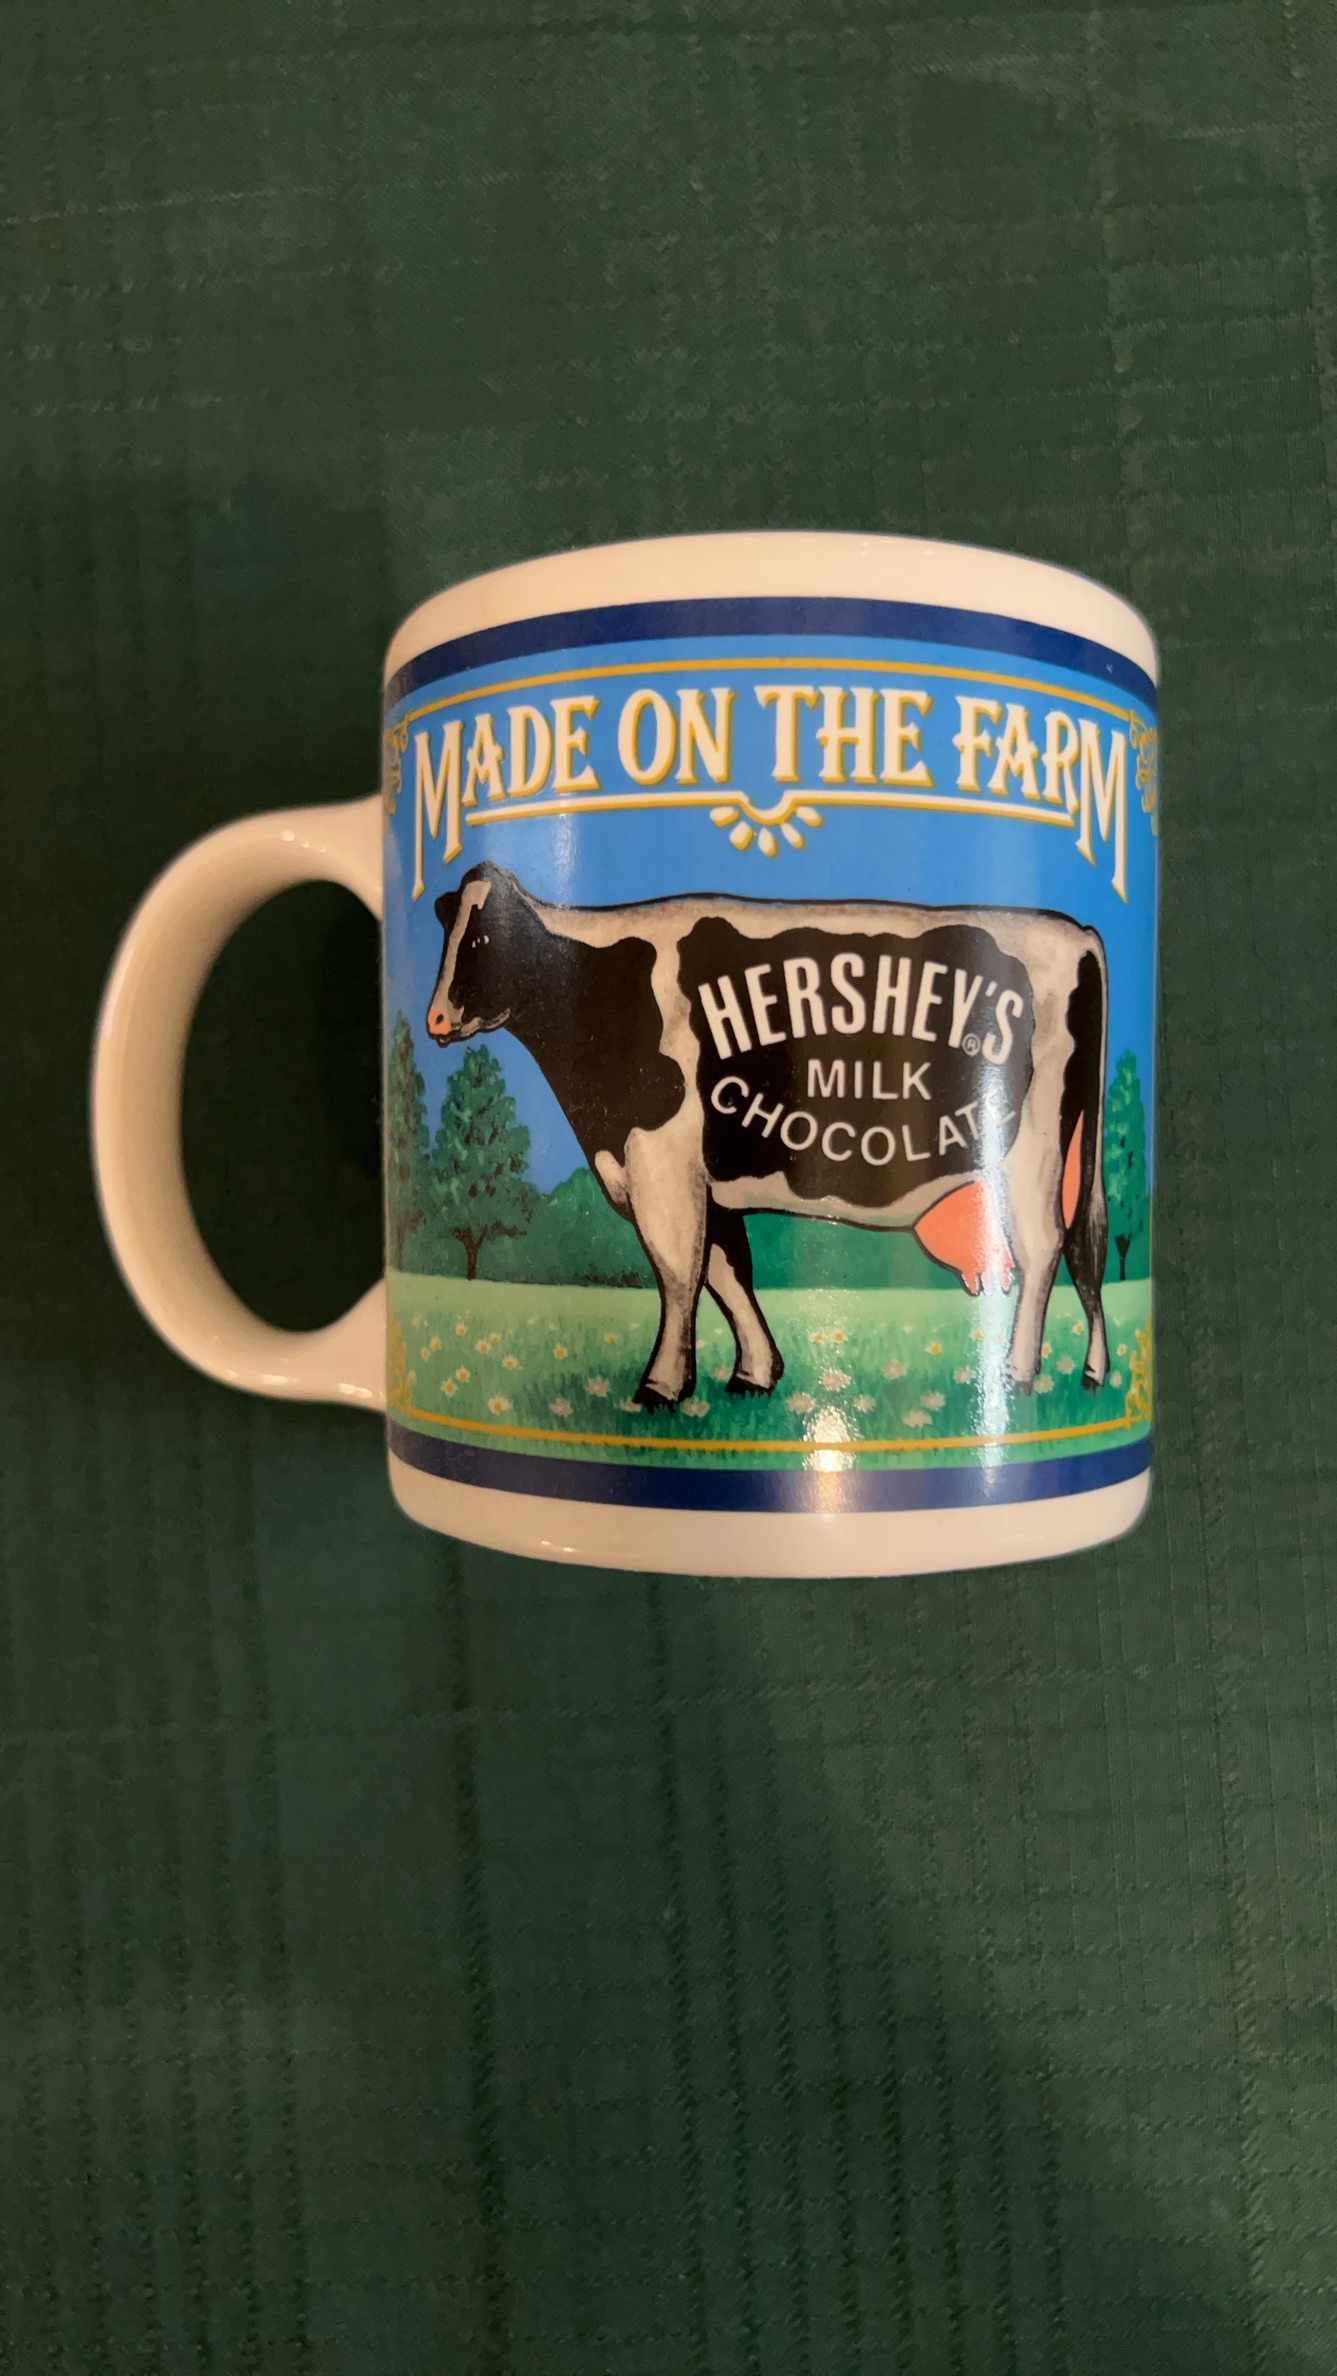 MADE ON THE FARM
HERSHEY'S®
MILK
CHOCOLATE